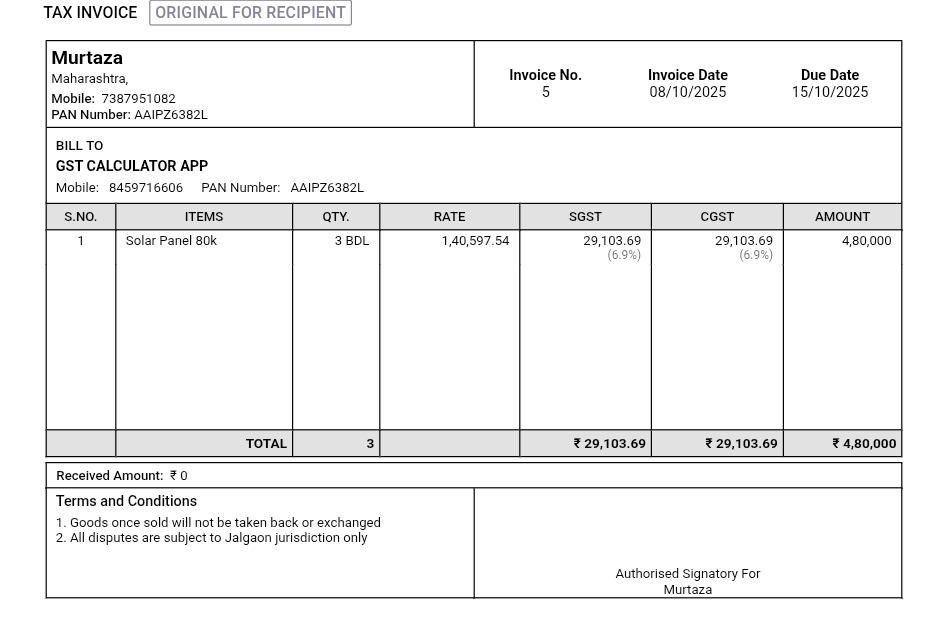 TAX INVOICE ORIGINAL FOR RECIPIENT
Murtaza
Maharashtra,
Mobile: 7387951082
PAN Number: AAIPZ6382L
Invoice No. Invoice Date Due Date
5 08/10/2025 15/10/2025
BILL TO
GST CALCULATOR APP
Mobile: 8459716606 PAN Number: AAIPZ6382L
S.NO. ITEMS QTY. RATE SGST CGST AMOUNT
1 Solar Panel 80k 3 BDL 1,40,597.54 29,103.69 29,103.69 4,80,000
(6.9%) (6.9%)
TOTAL 3 ₹ 29,103.69 ₹ 29,103.69 ₹ 4,80,000
Received Amount: ₹ 0
Terms and Conditions
1. Goods once sold will not be taken back or exchanged
2. All disputes are subject to Jalgaon jurisdiction only
Authorised Signatory For
Murtaza